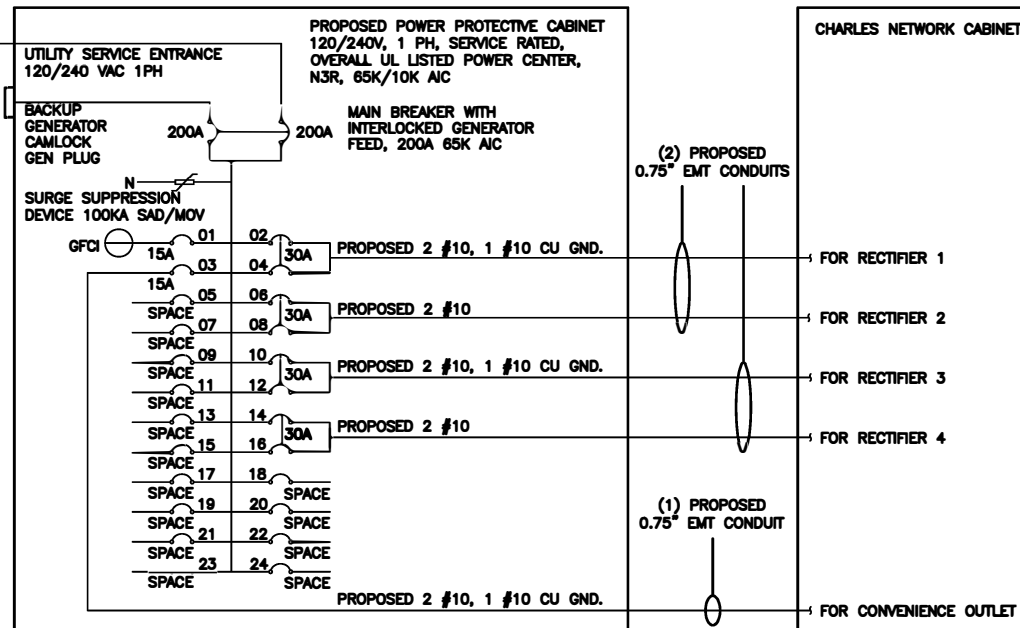 PROPOSED POWER PROTECTIVE CABINET
120/240V, 1 PH, SERVICE RATED,
OVERALL UL LISTED POWER CENTER,
N3R, 65K/10K AIC
CHARLES NETWORK CABINET
UTILITY SERVICE ENTRANCE
120/240 VAC 1PH
BACKUP
GENERATOR
CAMLOCK
GEN PLUG
200A
200A
MAIN BREAKER WITH
INTERLOCKED GENERATOR
FEED, 200A 65K AIC
(2) PROPOSED
0.75" EMT CONDUITS
N
SURGE SUPPRESSION
DEVICE 100KA SAD/MOV
GFCI
15A
01
02
30A
PROPOSED 2 #10, 1 #10 CU GND.
FOR RECTIFIER 1
15A
03
04
SPACE
05
06
30A
PROPOSED 2 #10
FOR RECTIFIER 2
SPACE
07
08
SPACE
09
10
30A
PROPOSED 2 #10, 1 #10 CU GND.
FOR RECTIFIER 3
SPACE
11
12
SPACE
13
14
30A
PROPOSED 2 #10
FOR RECTIFIER 4
SPACE
15
16
SPACE
17
18
SPACE
SPACE
19
20
SPACE
SPACE
21
22
SPACE
SPACE
23
24
SPACE
(1) PROPOSED
0.75" EMT CONDUIT
PROPOSED 2 #10, 1 #10 CU GND.
FOR CONVENIENCE OUTLET